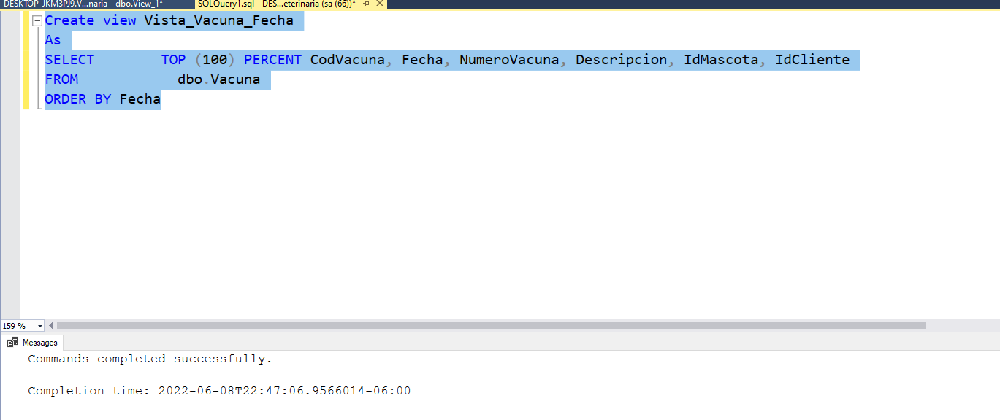 DESKTOP-JKM3PJ9.V...naria - dbo.View_1* SQLQuery1.sql - DES...eterinaria (sa (66))*
Create view Vista_Vacuna_Fecha
As
SELECT TOP (100) PERCENT CodVacuna, Fecha, NumeroVacuna, Descripcion, IdMascota, IdCliente
FROM dbo.Vacuna
ORDER BY Fecha
159 %
Messages
Commands completed successfully.
Completion time: 2022-06-08T22:47:06.9566014-06:00